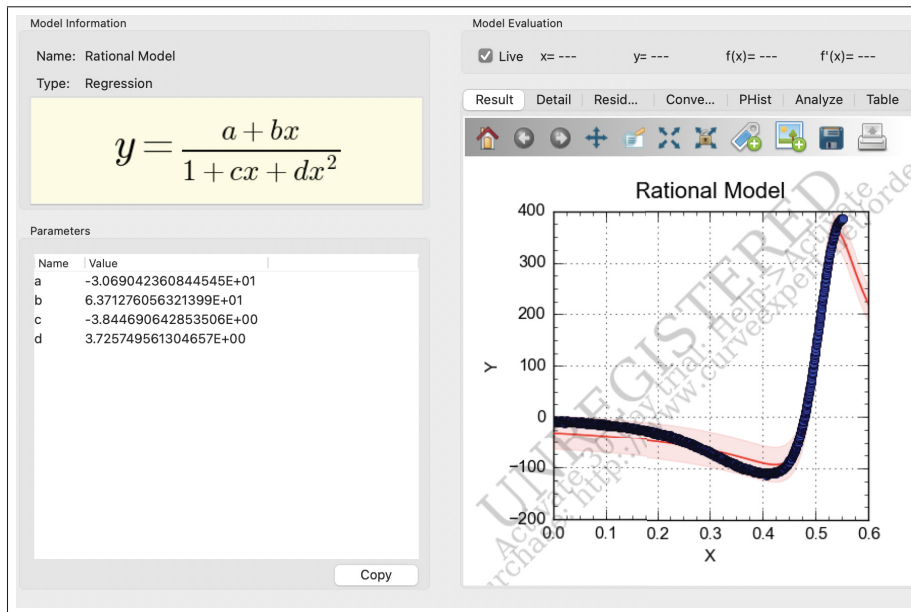 Model Information
Name: Rational Model
Type: Regression
y = (a + bx) / (1 + cx + dx²)
Parameters
Name Value
a -3.069042360844545E+01
b 6.371276056321399E+01
c -3.844690642853506E+00
d 3.725749561304657E+00
Copy
Model Evaluation
Live x= --- y= --- f(x)= --- f'(x)= ---
Result Detail Resid... Conve... PHist Analyze Table
Rational Model
400
300
200
100
0
-100
-200
0.0 0.1 0.2 0.3 0.4 0.5 0.6
Y
X
UNREGISTERED